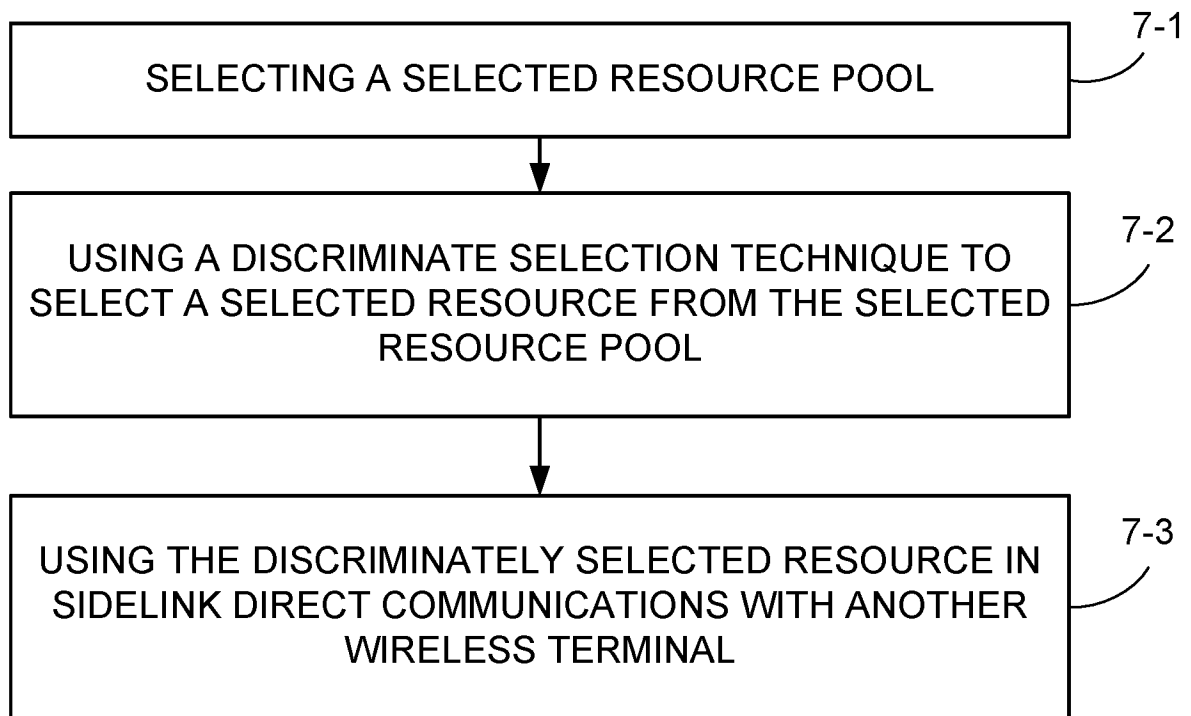 7-1
SELECTING A SELECTED RESOURCE POOL
7-2
USING A DISCRIMINATE SELECTION TECHNIQUE TO
SELECT A SELECTED RESOURCE FROM THE SELECTED
RESOURCE POOL
7-3
USING THE DISCRIMINATELY SELECTED RESOURCE IN
SIDELINK DIRECT COMMUNICATIONS WITH ANOTHER
WIRELESS TERMINAL